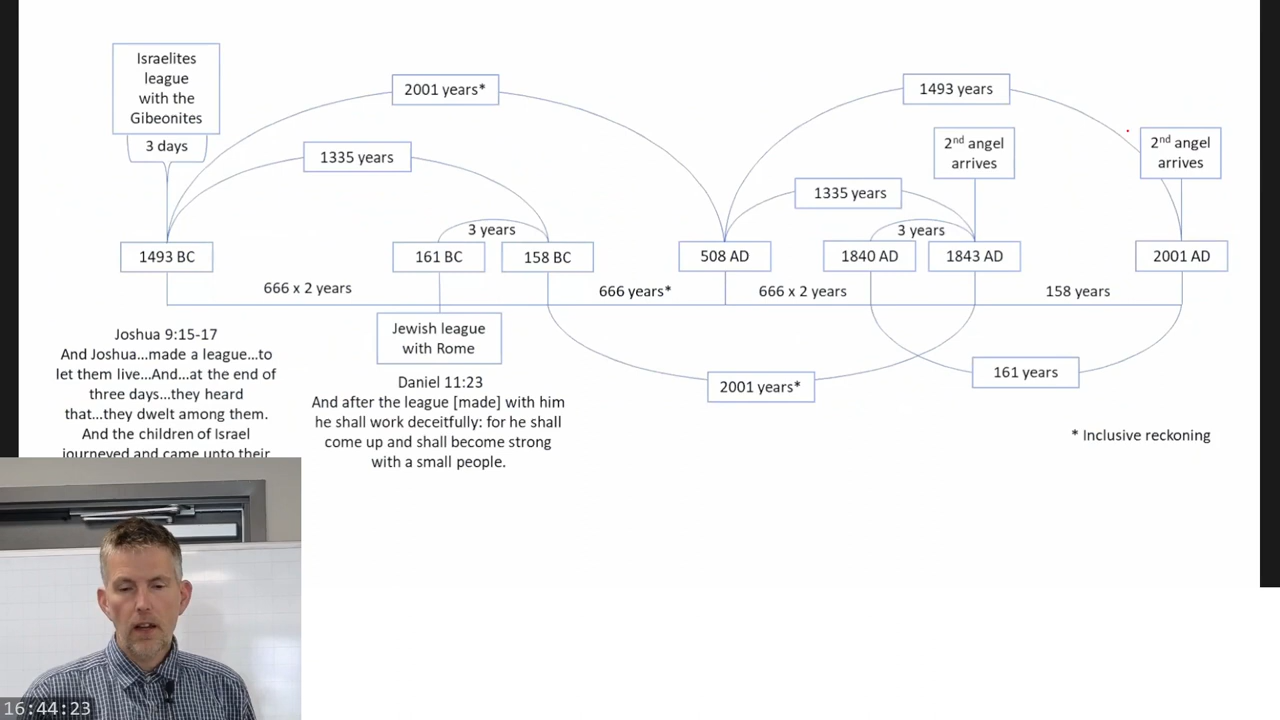 Israelites
league
with the
Gibeonites
3 days
2001 years*
1335 years
1493 years
2nd angel
arrives
2nd angel
arrives
1335 years
3 years
3 years
1493 BC
161 BC
158 BC
508 AD
1840 AD
1843 AD
2001 AD
666 x 2 years
666 years*
666 x 2 years
158 years
Jewish league
with Rome
2001 years*
161 years
Joshua 9:15-17
And Joshua...made a league...to
let them live...And...at the end of
three days...they heard
that...they dwelt among them.
And the children of Israel
journeyed and came unto their
Daniel 11:23
And after the league [made] with him
he shall work deceitfully: for he shall
come up and shall become strong
with a small people.
* Inclusive reckoning
16:44:23